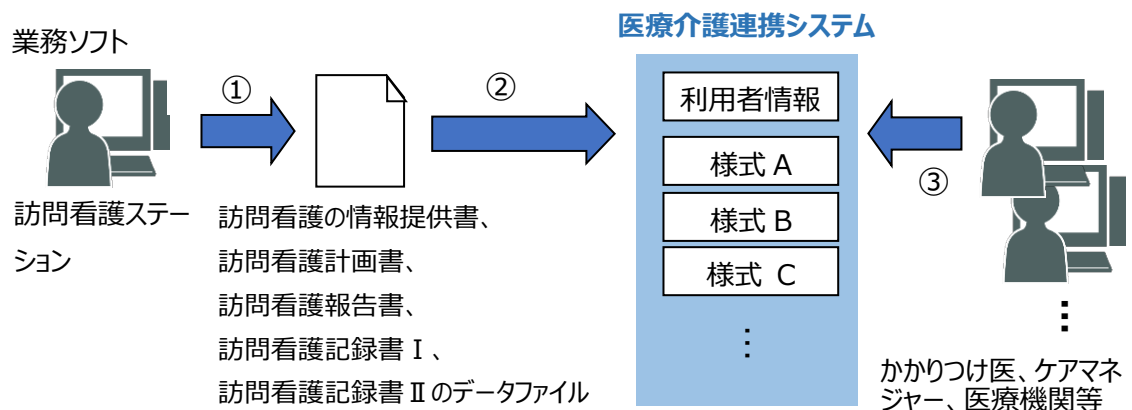 医療介護連携システム
業務ソフト
①
②
利用者情報
様式 A
様式 B
様式 C
⋮
③
⋮
訪問看護ステー
ション
訪問看護の情報提供書、
訪問看護計画書、
訪問看護報告書、
訪問看護記録書Ⅰ、
訪問看護記録書Ⅱのデータファイル
かかりつけ医、ケアマネ
ジャー、医療機関等